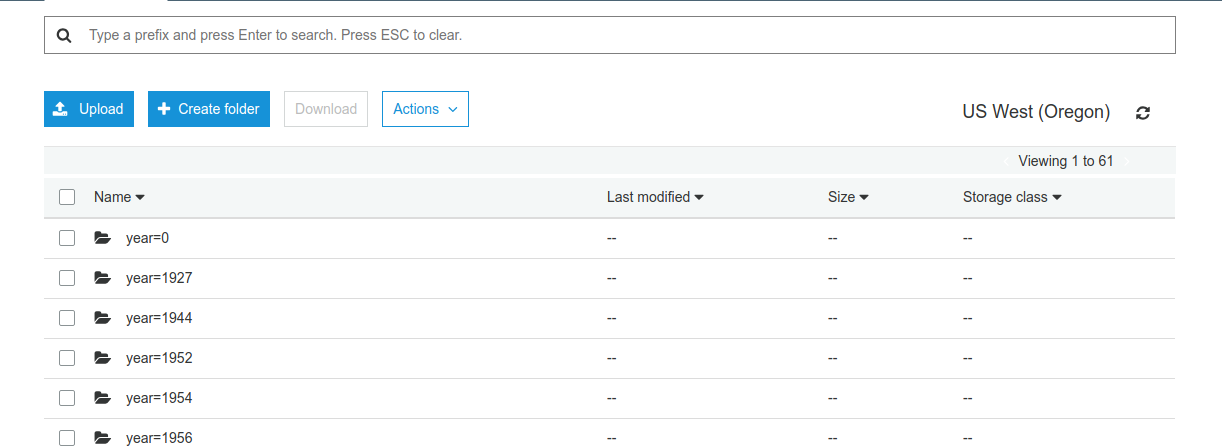 Type a prefix and press Enter to search. Press ESC to clear.
Upload Create folder Download Actions US West (Oregon)
Viewing 1 to 61
Name Last modified Size Storage class
year=0 -- -- --
year=1927 -- -- --
year=1944 -- -- --
year=1952 -- -- --
year=1954 -- -- --
year=1956 -- -- --